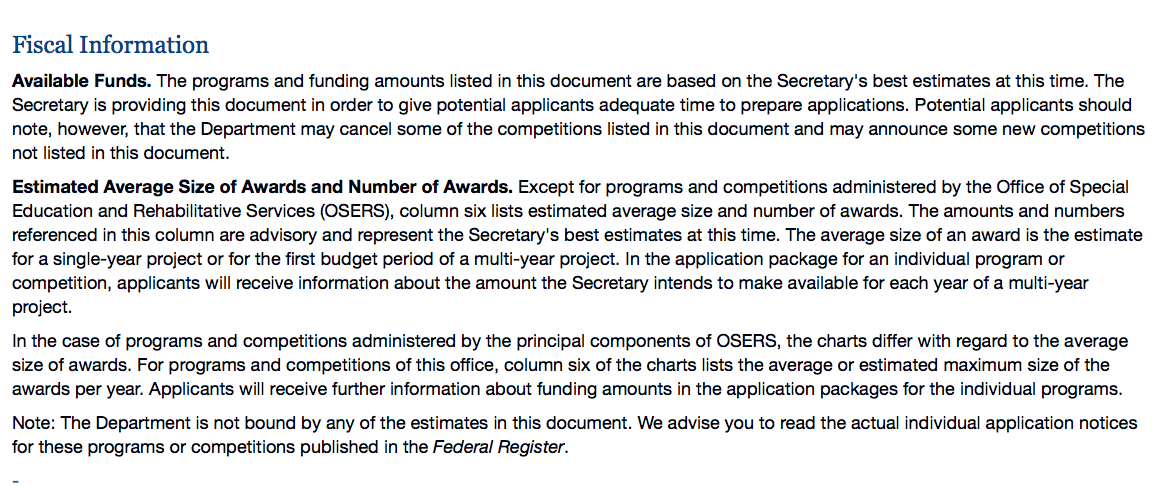 Fiscal Information
Available Funds. The programs and funding amounts listed in this document are based on the Secretary's best estimates at this time. The
Secretary is providing this document in order to give potential applicants adequate time to prepare applications. Potential applicants should
note, however, that the Department may cancel some of the competitions listed in this document and may announce some new competitions
not listed in this document.
Estimated Average Size of Awards and Number of Awards. Except for programs and competitions administered by the Office of Special
Education and Rehabilitative Services (OSERS), column six lists estimated average size and number of awards. The amounts and numbers
referenced in this column are advisory and represent the Secretary's best estimates at this time. The average size of an award is the estimate
for a single-year project or for the first budget period of a multi-year project. In the application package for an individual program or
competition, applicants will receive information about the amount the Secretary intends to make available for each year of a multi-year
project.
In the case of programs and competitions administered by the principal components of OSERS, the charts differ with regard to the average
size of awards. For programs and competitions of this office, column six of the charts lists the average or estimated maximum size of the
awards per year. Applicants will receive further information about funding amounts in the application packages for the individual programs.
Note: The Department is not bound by any of the estimates in this document. We advise you to read the actual individual application notices
for these programs or competitions published in the Federal Register.
-